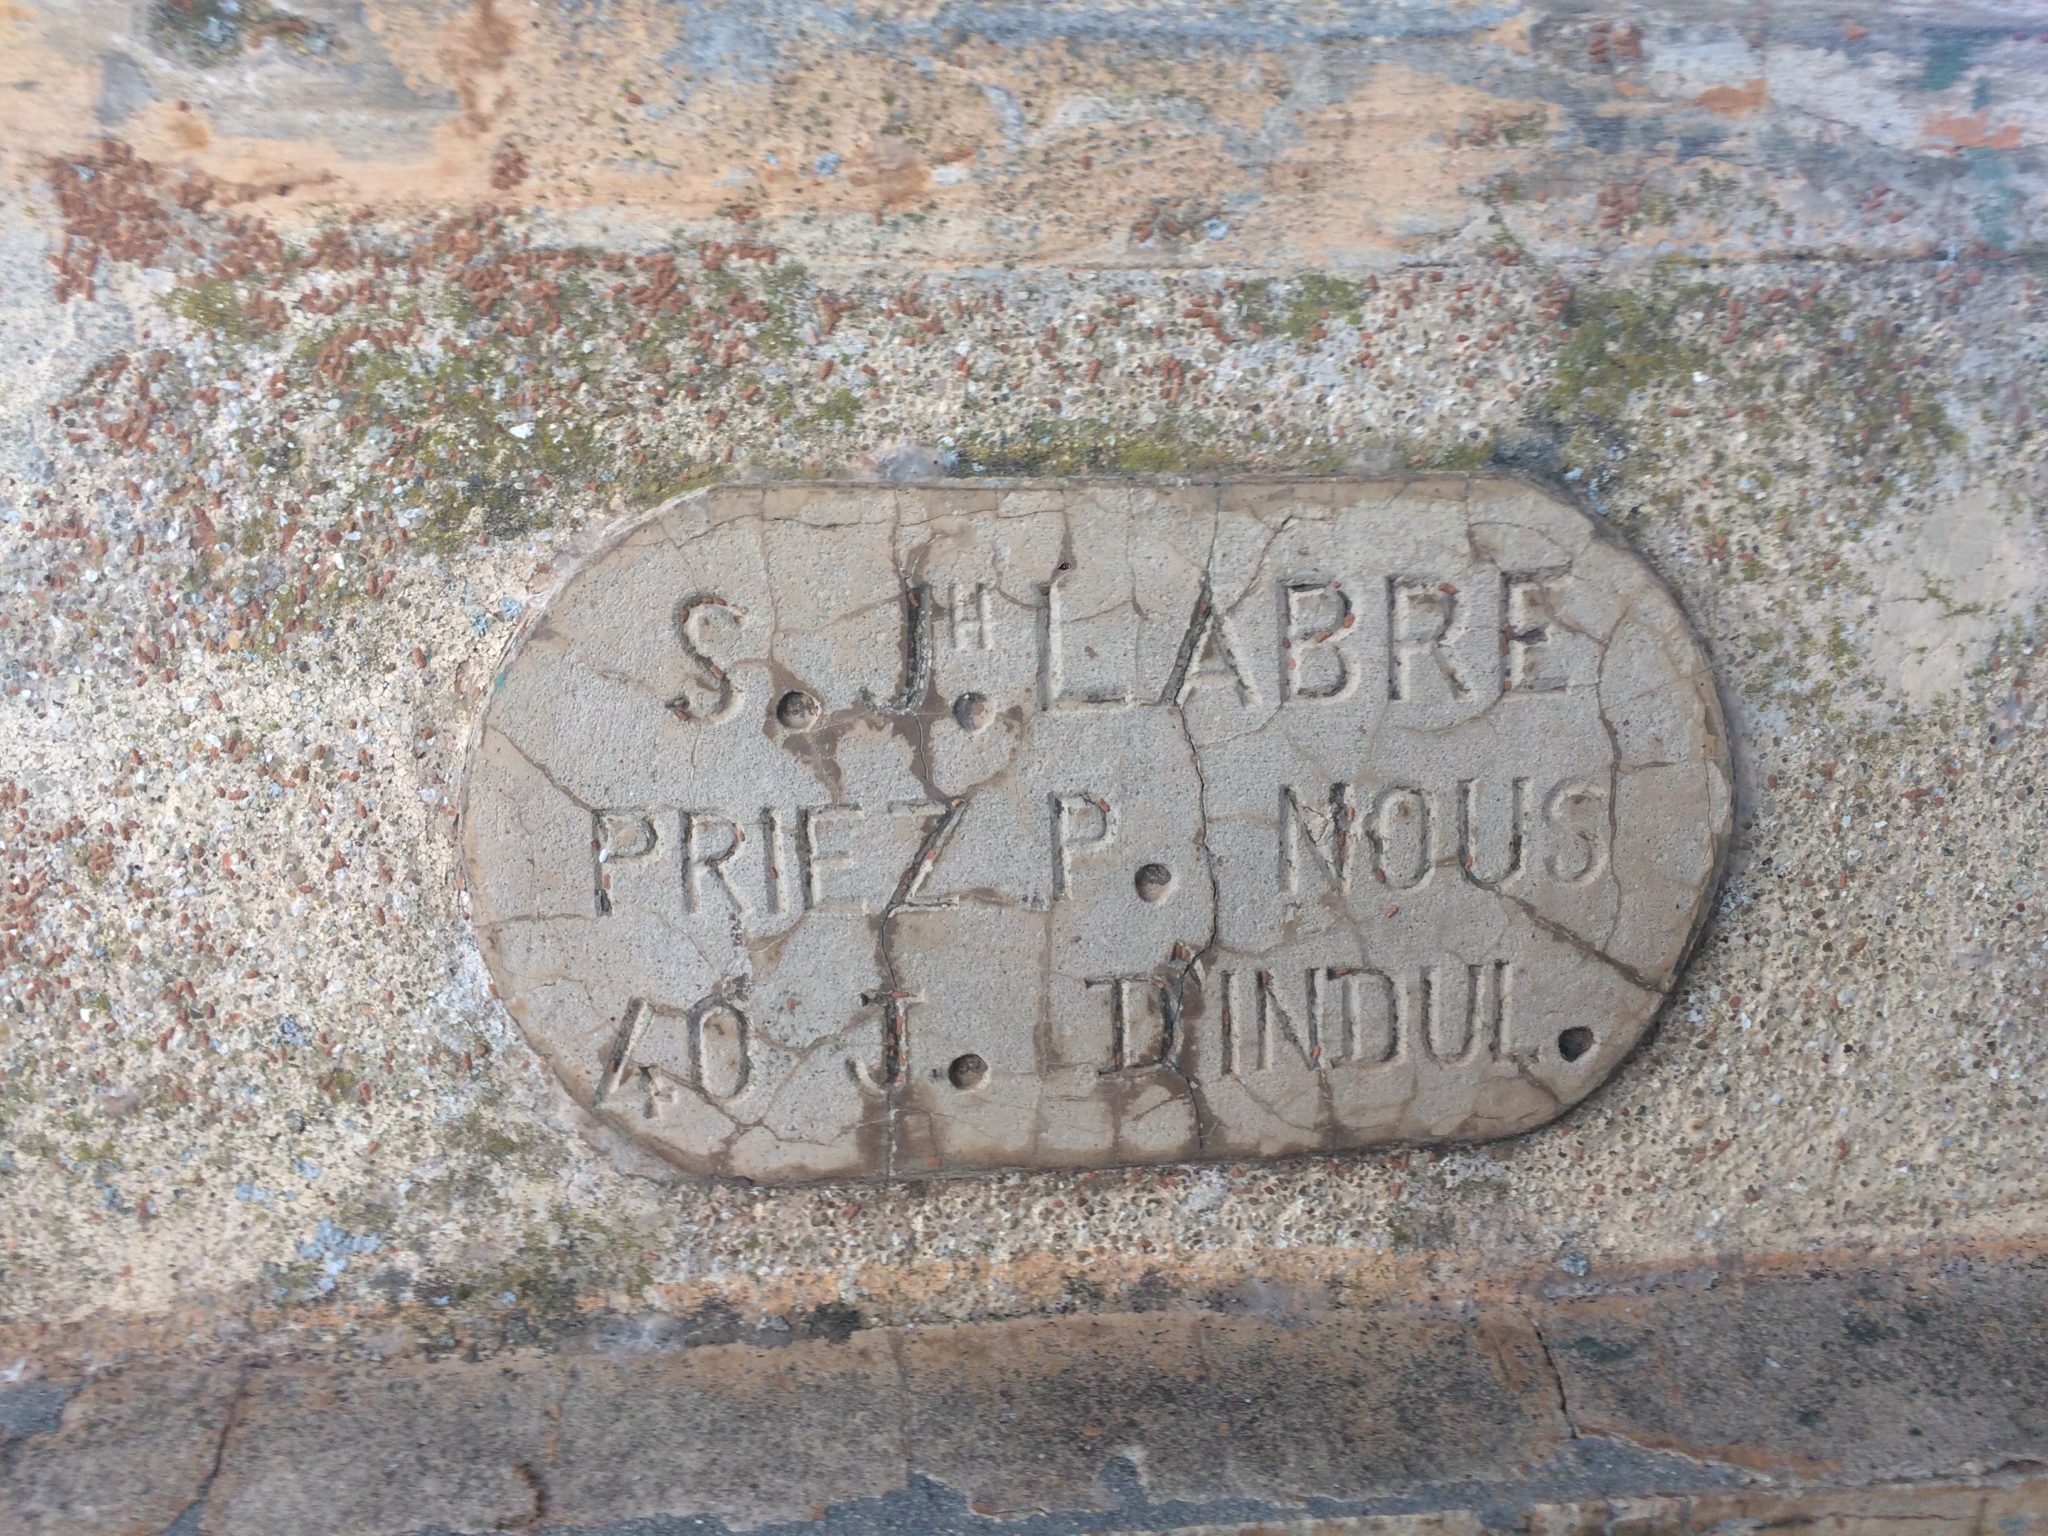 S. Jᴴ. LABRE
PRIEZ P. NOUS
40 J. D'INDUL.